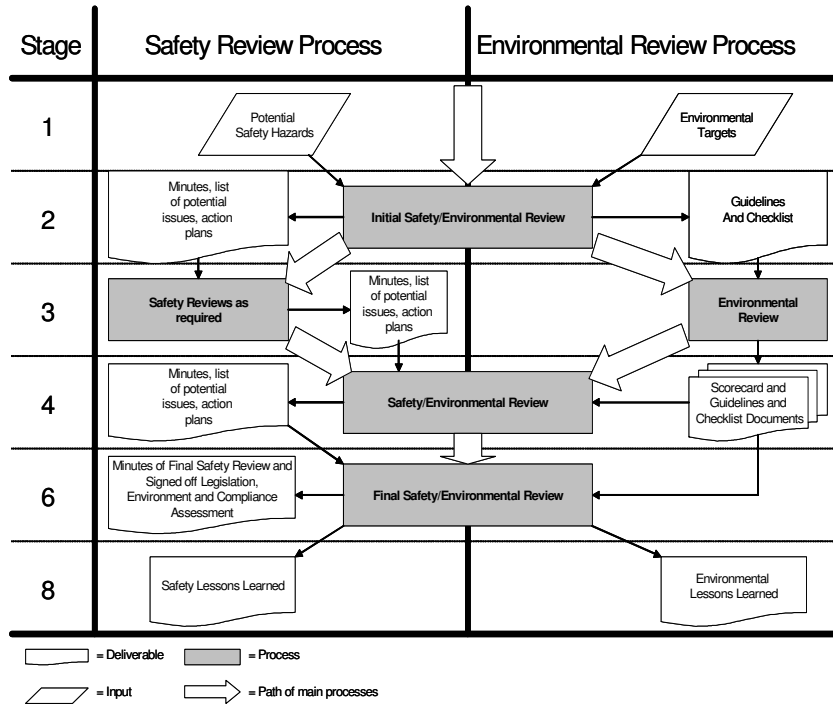 Stage
Safety Review Process
Environmental Review Process
1
Potential
Safety Hazards
Environmental
Targets
2
Minutes, list
of potential
issues, action
plans
Initial Safety/Environmental Review
Guidelines
And Checklist
3
Safety Reviews as
required
Minutes, list
of potential
issues, action
plans
Environmental
Review
4
Minutes, list
of potential
issues, action
plans
Safety/Environmental Review
Scorecard and
Guidelines and
Checklist Documents
6
Minutes of Final Safety Review and
Signed off Legislation,
Environment and Compliance
Assessment
Final Safety/Environmental Review
8
Safety Lessons Learned
Environmental
Lessons Learned
= Deliverable
= Process
= Input
= Path of main processes